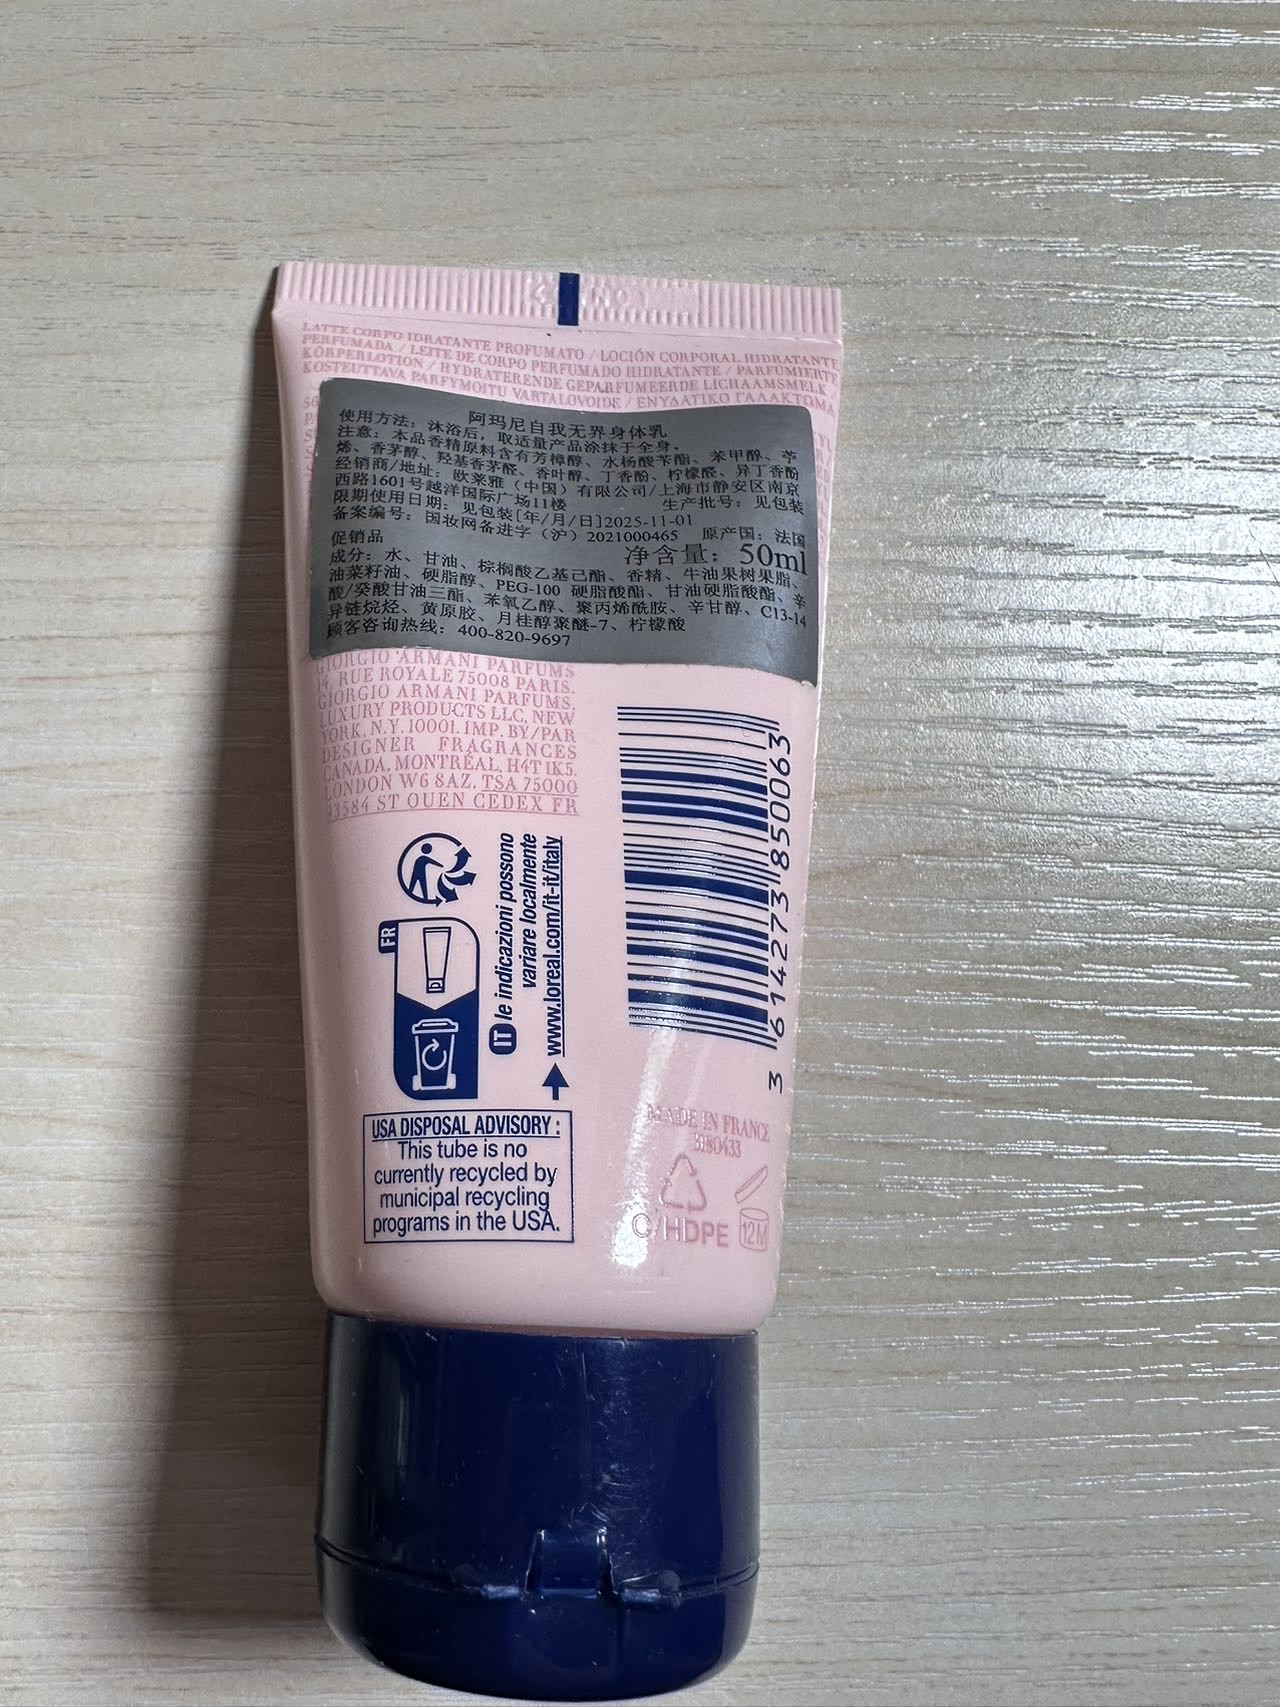 LATTE CORPO IDRATANTE PROFUMATO / LOCIÓN CORPORAL HIDRATANTE
PERFUMADA / LEITE DE CORPO PERFUMADO HIDRATANTE / PARFÜMIERTE
KÖRPERLOTION / HYDRATERENDE GEPARFUMEERDE LICHAAMSMELK
KOSTEUTTAVA PARFYMOITU VARTALOVOIDE / ΕΝΥΔΑΤΙΚΟ ΓΑΛΑΚΤΩΜΑ
阿玛尼自我无界身体乳
使用方法：沐浴后，取适量产品涂抹于全身。
注意：本品香精原料含有芳樟醇、水杨酸苄酯、苯甲醇、苧
烯、香茅醇、羟基香茅醛、香叶醇、丁香酚、柠檬醛、异丁香酚
经销商/地址：欧莱雅（中国）有限公司/上海市静安区南京
西路1601号越洋国际广场11楼 生产批号：见包装
限期使用日期：见包装[年/月/日]2025-11-01
备案编号：国妆网备进字（沪）2021000465 原产国：法国
促销品 净含量：50ml
成分：水、甘油、棕榈酸乙基己酯、香精、牛油果树果脂、
油菜籽油、硬脂醇、PEG-100 硬脂酸酯、甘油硬脂酸酯、辛
酸/癸酸甘油三酯、苯氧乙醇、聚丙烯酰胺、辛甘醇、C13-14
异链烷烃、黄原胶、月桂醇聚醚-7、柠檬酸
顾客咨询热线：400-820-9697
GIORGIO ARMANI PARFUMS
14, RUE ROYALE 75008 PARIS.
GIORGIO ARMANI PARFUMS,
LUXURY PRODUCTS LLC, NEW
YORK, N.Y. 10001. IMP. BY/PAR
DESIGNER FRAGRANCES
CANADA, MONTRÉAL, H4T 1K5.
LONDON W6 8AZ. TSA 75000
93584 ST OUEN CEDEX FR
3 614273 850063
FR
IT le indicazioni possono
variare localmente
www.loreal.com/it-it/italy
USA DISPOSAL ADVISORY :
This tube is no
currently recycled by
municipal recycling
programs in the USA.
MADE IN FRANCE
B180433
C/HDPE
12M